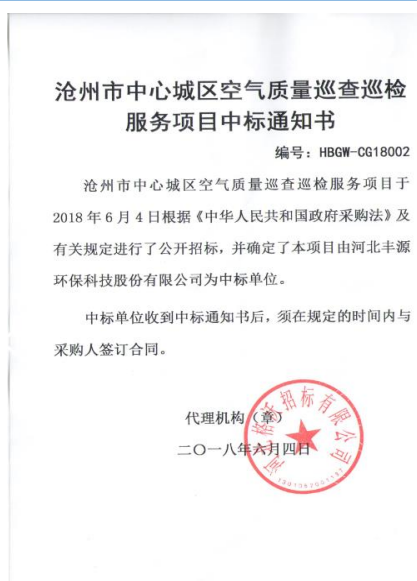 沧州市中心城区空气质量巡查巡检
服务项目中标通知书
编号：HBGW-CG18002
沧州市中心城区空气质量巡查巡检服务项目于
2018 年 6 月 4 日根据《中华人民共和国政府采购法》及
有关规定进行了公开招标，并确定了本项目由河北丰源
环保科技股份有限公司为中标单位。
中标单位收到中标通知书后，须在规定的时间内与
采购人签订合同。
代理机构（章）
二〇一八年六月四日
招标有限公司